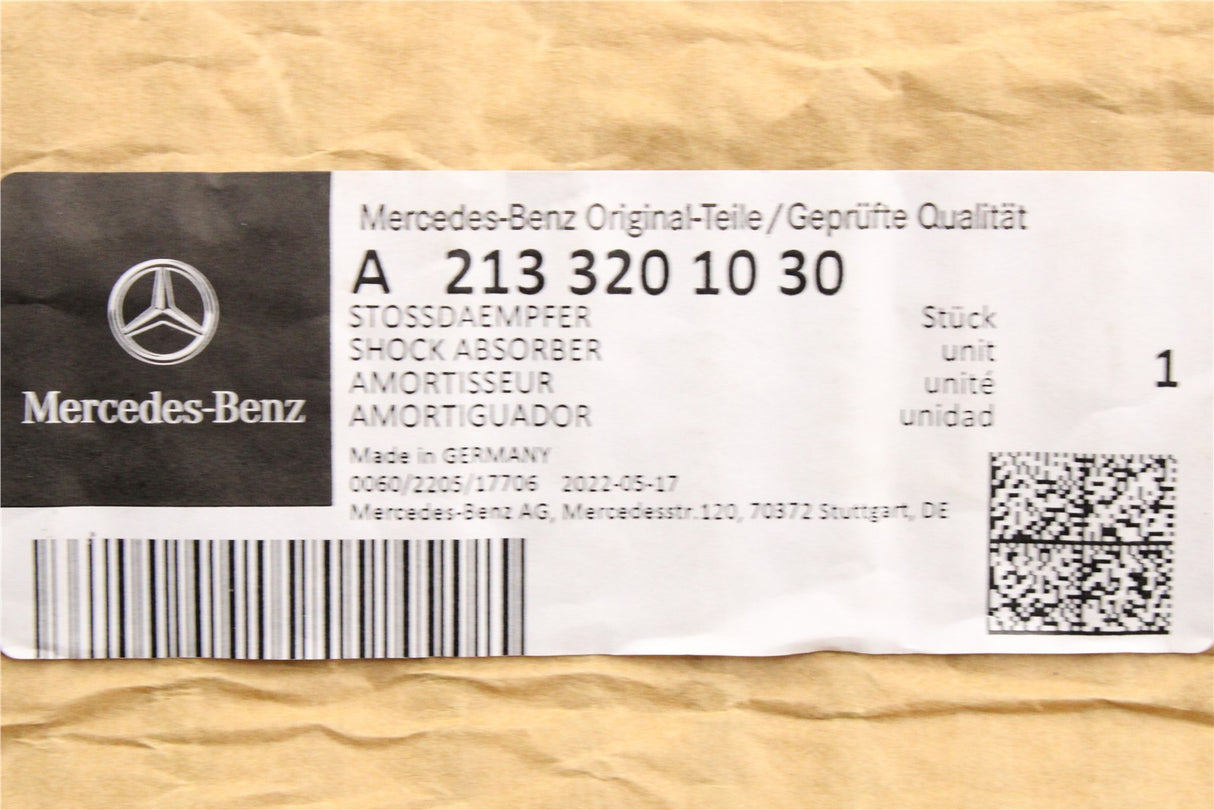 Mercedes-Benz
Mercedes-Benz Original-Teile/Geprüfte Qualität
A 213 320 10 30
STOSSDAEMPFER Stück
SHOCK ABSORBER unit
AMORTISSEUR unité
AMORTIGUADOR unidad
1
Made in GERMANY
0060/2205/17706 2022-05-17
Mercedes-Benz AG, Mercedesstr.120, 70372 Stuttgart, DE